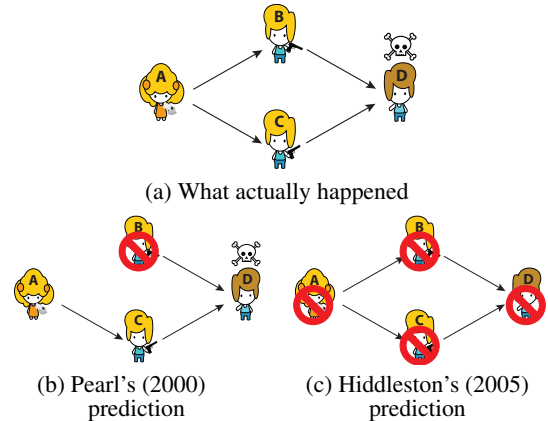 B
A
D
C
(a) What actually happened
B
A
D
C
(b) Pearl's (2000)
prediction
B
A
D
C
(c) Hiddleston's (2005)
prediction